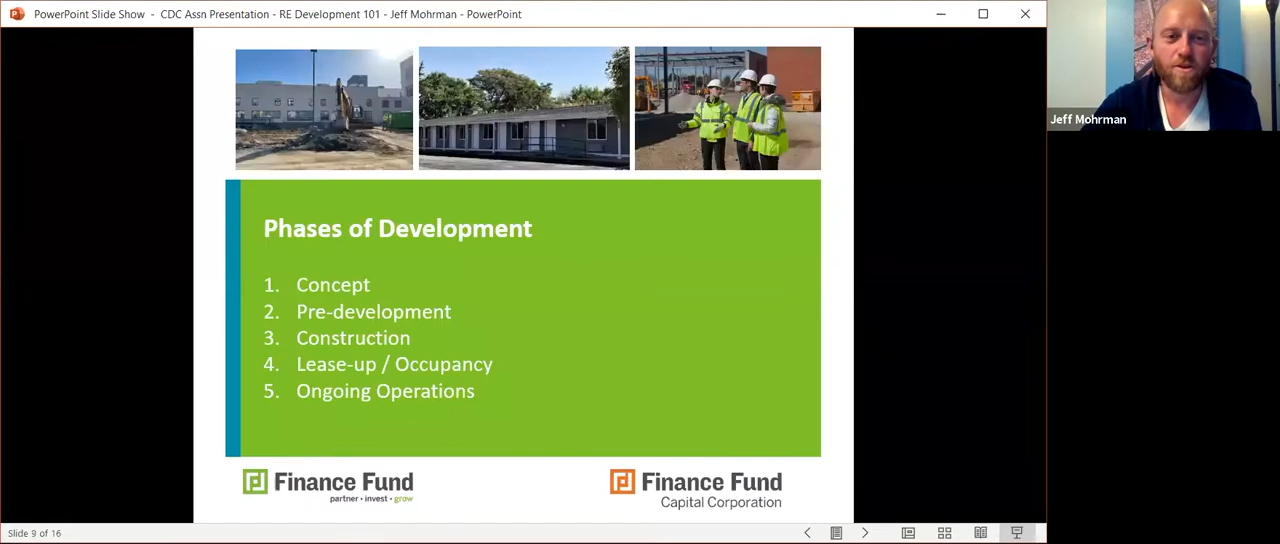 PowerPoint Slide Show - CDC Assn Presentation - RE Development 101 - Jeff Mohrman - PowerPoint
Jeff Mohrman
Phases of Development
1. Concept
2. Pre-development
3. Construction
4. Lease-up / Occupancy
5. Ongoing Operations
Finance Fund
partner • invest • grow
Finance Fund
Capital Corporation
Slide 9 of 16